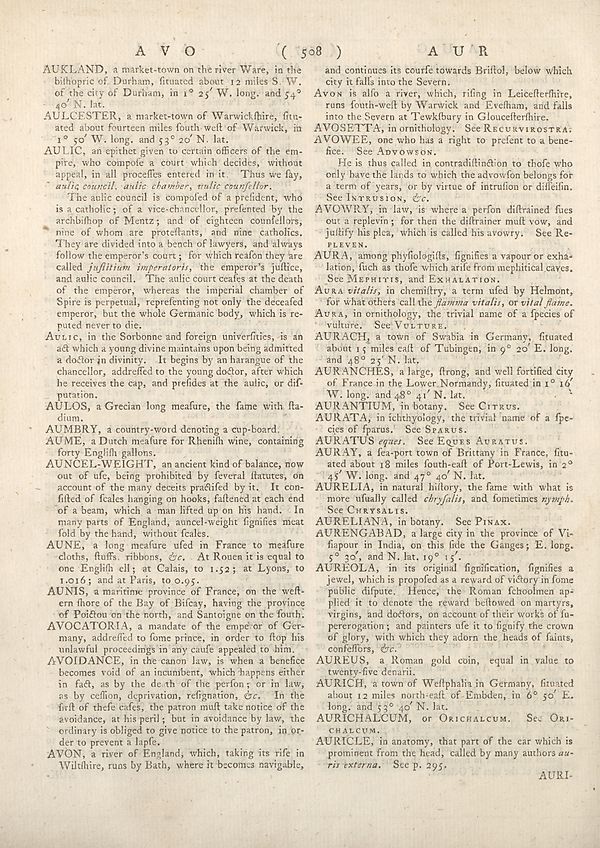 A V O ( 508 ) A U R
AUKLAND, a market-town on the river Ware, in the
biſhopric of Durham, ſituated about 12 miles S. W.
of the city of Durham, in 1° 25′ W. long. and 54°
40′ N. lat.
AULCESTER, a market-town of Warwickſhire, ſitu-
ated about fourteen miles ſouth weſt of Warwick, in
1° 50′ W. long. and 53° 20′ N. lat.
AULIC, an epithet given to certain officers of the em-
pire, who compoſe a court which decides, without
appeal, in all proceſſes entered in it. Thus we ſay,
aulic council, aulic chamber, aulic counſellor.
The aulic council is compoſed of a preſident, who
is a catholic; of a vice-chancellor, preſented by the
archbiſhop of Mentz; and of eighteen counſellors,
nine of whom are proteſtants, and nine catholics.
They are divided into a bench of lawyers, and always
follow the emperor's court; for which reaſon they are
called juſtitium imperatoris, the emperor's juſtice,
and aulic council. The aulic court ceaſes at the death
of the emperor, whereas the imperial chamber of
Spire is perpetual, repreſenting not only the deceaſed
emperor, but the whole Germanic body, which is re-
puted never to die.
AULIC, in the Sorbonne and foreign univerſities, is an
act which a young divine maintains upon being admitted
a doctor in divinity. It begins by an harangue of the
chancellor, addreſſed to the young doctor, after which
he receives the cap, and preſides at the aulic, or diſ-
putation.
AULOS, a Grecian long meaſure, the ſame with ſta-
dium.
AUMBRY, a country-word denoting a cup-board.
AUME, a Dutch meaſure for Rheniſh wine, containing
forty Engliſh gallons.
AUNCEL-WEIGHT, an ancient kind of balance, now
out of uſe, being prohibited by ſeveral ſtatutes, on
account of the many deceits practiſed by it. It con-
ſiſted of ſcales hanging on hooks, faſtened at each end
of a beam, which a man lifted up on his hand. In
many parts of England, auncel-weight ſignifies meat
ſold by the hand, without ſcales.
AUNE, a long meaſure uſed in France to meaſure
cloths, ſtuffs, ribbons, &c. At Rouen it is equal to
one Engliſh ell; at Calais, to 1.52; at Lyons, to
1.016; and at Paris, to 0.95.
AUNIS, a maritime province of France, on the weſt-
ern ſhore of the Bay of Biſcay, having the province
of Poictou on the north, and Santoigne on the ſouth.
AVOCATORIA, a mandate of the emperor of Ger-
many, addreſſed to ſome prince, in order to ſtop his
unlawful proceedings in any cauſe appealed to him.
AVOIDANCE, in the canon law, is when a benefice
becomes void of an incumbent, which happens either
in fact, as by the death of the perſon; or in law,
as by ceſſion, deprivation, reſignation, &c. In the
firſt of theſe caſes, the patron muſt take notice of the
avoidance, at his peril; but in avoidance by law, the
ordinary is obliged to give notice to the patron, in or-
der to prevent a lapſe.
AVON, a river of England, which, taking its riſe in
Wiltſhire, runs by Bath, where it becomes navigable,
and continues its courſe towards Briſtol, below which
city it falls into the Severn.
AVON is alſo a river, which, riſing in Leiceſterſhire,
runs ſouth-weſt by Warwick and Eveſham, and falls
into the Severn at Tewkſbury in Glouceſterſhire.
AVOSETTA, in ornithology. See RECURVIROSTRA.
AVOWEE, one who has a right to preſent to a bene-
fice. See ADVOWSON.
He is thus called in contradiſtinction to thoſe who
only have the lands to which the advowſon belongs for
a term of years, or by virtue of intruſion or diſſeiſin.
See INTRUSION, &c.
AVOWRY, in law, is where a perſon diſtrained ſues
out a replevin; for then the diſtrainer muſt vow, and
juſtify his plea, which is called his avowry. See RE-
PLEVEN.
AURA, among phyſiologiſts, ſignifies a vapour or exha-
lation, ſuch as thoſe which ariſe from mephitical caves.
See MEPHITIS, and EXHALATION.
AURA vitalis, in chemiſtry, a term uſed by Helmont,
for what others call the flamma vitalis, or vital flame.
AURA, in ornithology, the trivial name of a ſpecies of
vulture. See VULTURE.
AURACH, a town of Swabia in Germany, ſituated
about 15 miles eaſt of Tubingen, in 9° 20′ E. long.
and 48° 25′ N. lat.
AURANCHES, a large, ſtrong, and well fortified city
of France in the Lower Normandy, ſituated in 1° 16′
W. long. and 48° 41′ N. lat.
AURANTIUM, in botany. See CITRUS.
AURATA, in icthithyology, the trivial name of a ſpe-
cies of ſparus. See SPARUS.
AURATUS eques. See EQUES AURATUS.
AURAY, a ſea-port town of Brittany in France, ſitu-
ated about 18 miles ſouth-eaſt of Port-Lewis, in 2°
45′ W. long. and 47° 40′ N. lat.
AURELIA, in natural hiſtory, the ſame with what is
more uſually called chryſalis, and ſometimes nymph.
See CHRYSALIS.
AURELIANA, in botany. See PINAX.
AURENGABAD, a large city in the province of Vi-
ſiapour in India, on this ſide the Ganges; E. long.
5° 30′, and N. lat. 19° 15′.
AUREOLA, in its original ſignification, ſignifies a
jewel, which is propoſed as a reward of victory in ſome
public diſpute. Hence, the Roman ſchoolmen ap-
plied it to denote the reward beſtowed on martyrs,
virgins, and doctors, on account of their works of ſu-
pererogation; and painters uſe it to ſignify the crown
of glory, with which they adorn the heads of ſaints,
confeſſors, &c.
AUREUS, a Roman gold coin, equal in value to
twenty-five denarii.
AURICH, a town of Weſtphalia in Germany, ſituated
about 12 miles north-eaſt of Embden, in 6° 50′ E.
long. and 53° 40′ N. lat.
AURICHALCUM, or ORICHALCUM. See ORI-
CHALCUM.
AURICLE, in anatomy, that part of the ear which is
prominent from the head, called by many authors au-
ris externa. See p. 295.
AURI-